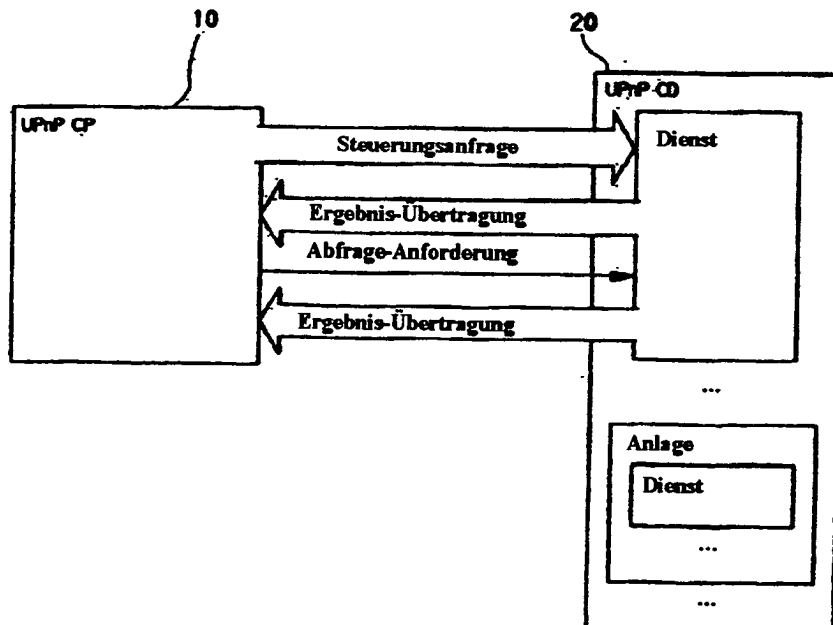 10
20
UPnP CP
UPnP-CD
Steuerungsanfrage
Dienst
Ergebnis-Übertragung
Abfrage-Anforderung
Ergebnis-Übertragung
...
Anlage
Dienst
...
...